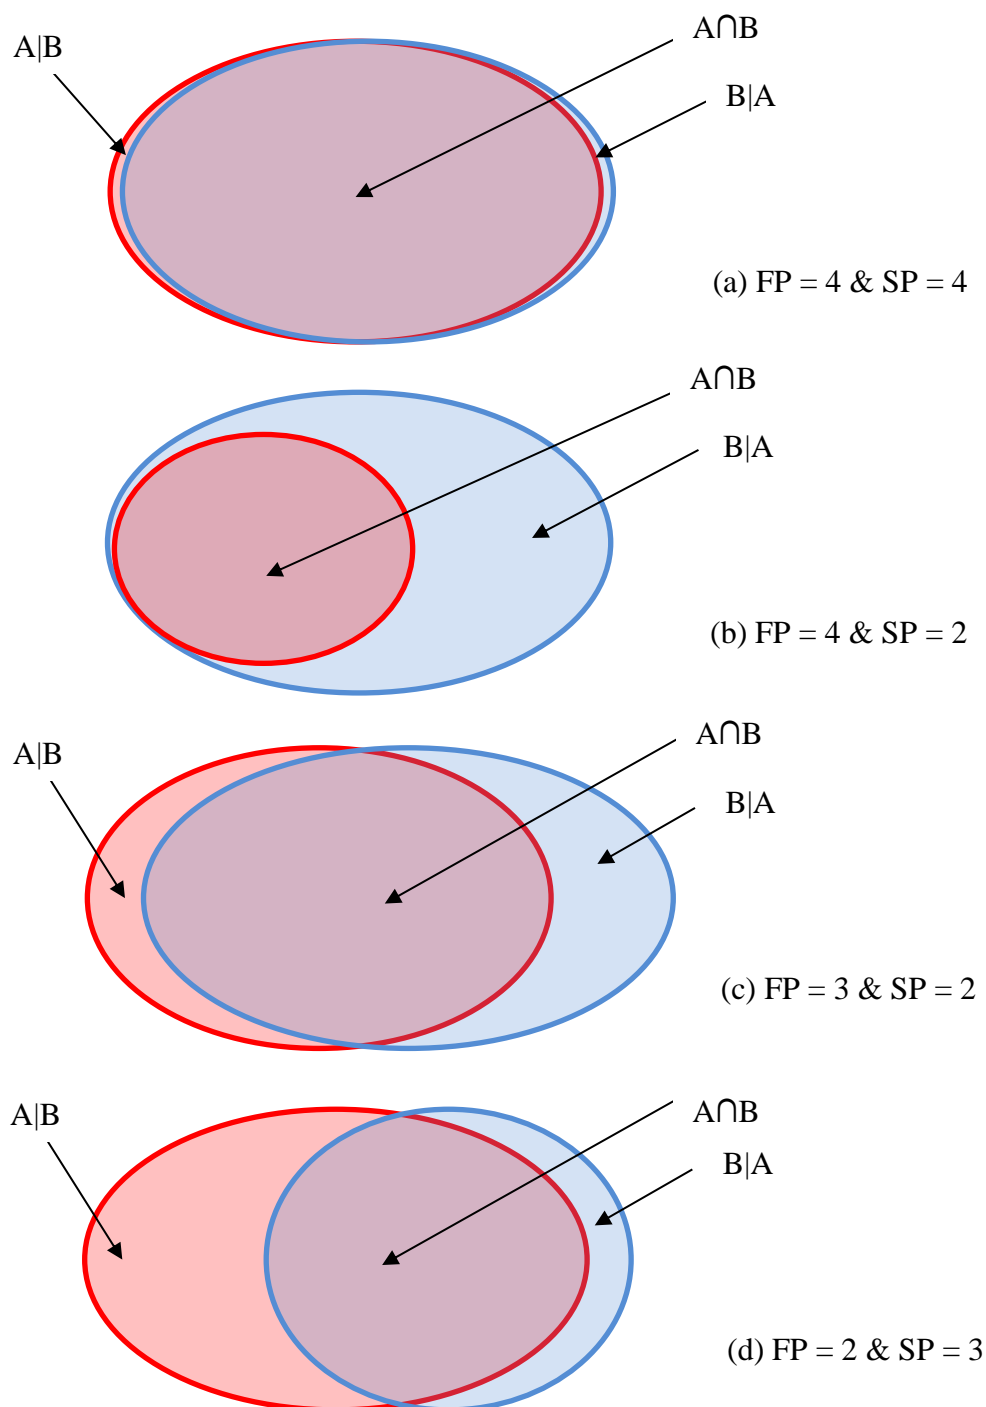 A∩B
A|B
B|A
(a) FP = 4 & SP = 4
A∩B
B|A
(b) FP = 4 & SP = 2
A∩B
A|B
B|A
(c) FP = 3 & SP = 2
A|B
A∩B
B|A
(d) FP = 2 & SP = 3